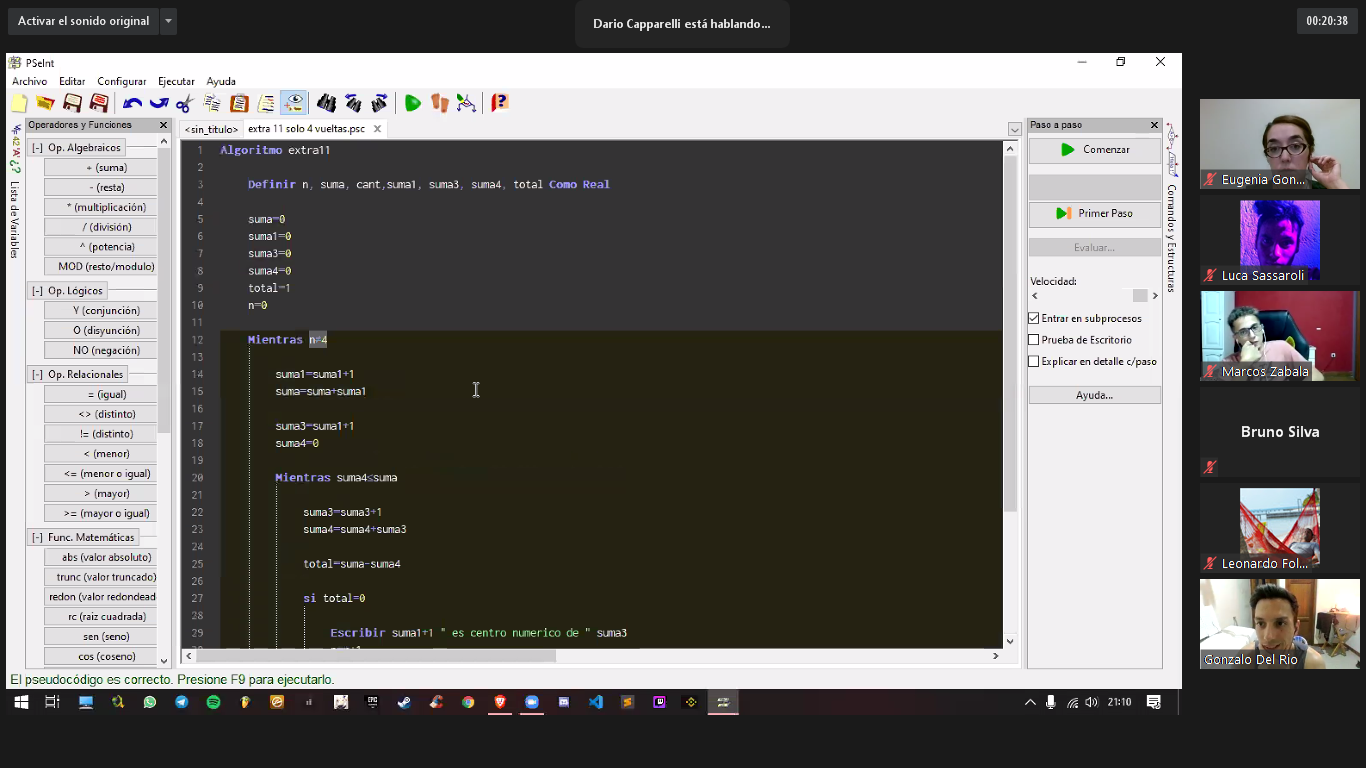 Activar el sonido original
Dario Capparelli está hablando...
00:20:38
PSeInt
Archivo Editar Configurar Ejecutar Ayuda
Operadores y Funciones
<sin_titulo> extra 11 solo 4 vueltas.psc
Lista de Variables
[-] Op. Algebraicos
+ (suma)
- (resta)
* (multiplicación)
/ (división)
^ (potencia)
MOD (resto/modulo)
[-] Op. Lógicos
Y (conjunción)
O (disyunción)
NO (negación)
[-] Op. Relacionales
= (igual)
<> (distinto)
!= (distinto)
< (menor)
<= (menor o igual)
> (mayor)
>= (mayor o igual)
[-] Func. Matemáticas
abs (valor absoluto)
trunc (valor truncado)
redon (valor redondead
rc (raiz cuadrada)
sen (seno)
cos (coseno)
1 Algoritmo extra11
2
3 Definir n, suma, cant,suma1, suma3, suma4, total Como Real
4
5 suma=0
6 suma1=0
7 suma3=0
8 suma4=0
9 total=1
10 n=0
11
12 Mientras n≠4
13
14 suma1=suma1+1
15 suma=suma+suma1
16
17 suma3=suma1+1
18 suma4=0
19
20 Mientras suma4≤suma
21
22 suma3=suma3+1
23 suma4=suma4+suma3
24
25 total=suma-suma4
26
27 si total=0
28
29 Escribir suma1+1 " es centro numerico de " suma3
Paso a paso
Comenzar
Primer Paso
Evaluar...
Velocidad:
Entrar en subprocesos
Prueba de Escritorio
Explicar en detalle c/paso
Ayuda...
Comandos y Estructuras
El pseudocódigo es correcto. Presione F9 para ejecutarlo.
21:10
Eugenia Gon...
Luca Sassaroli
Marcos Zabala
Bruno Silva
Leonardo Fol...
Gonzalo Del Rio